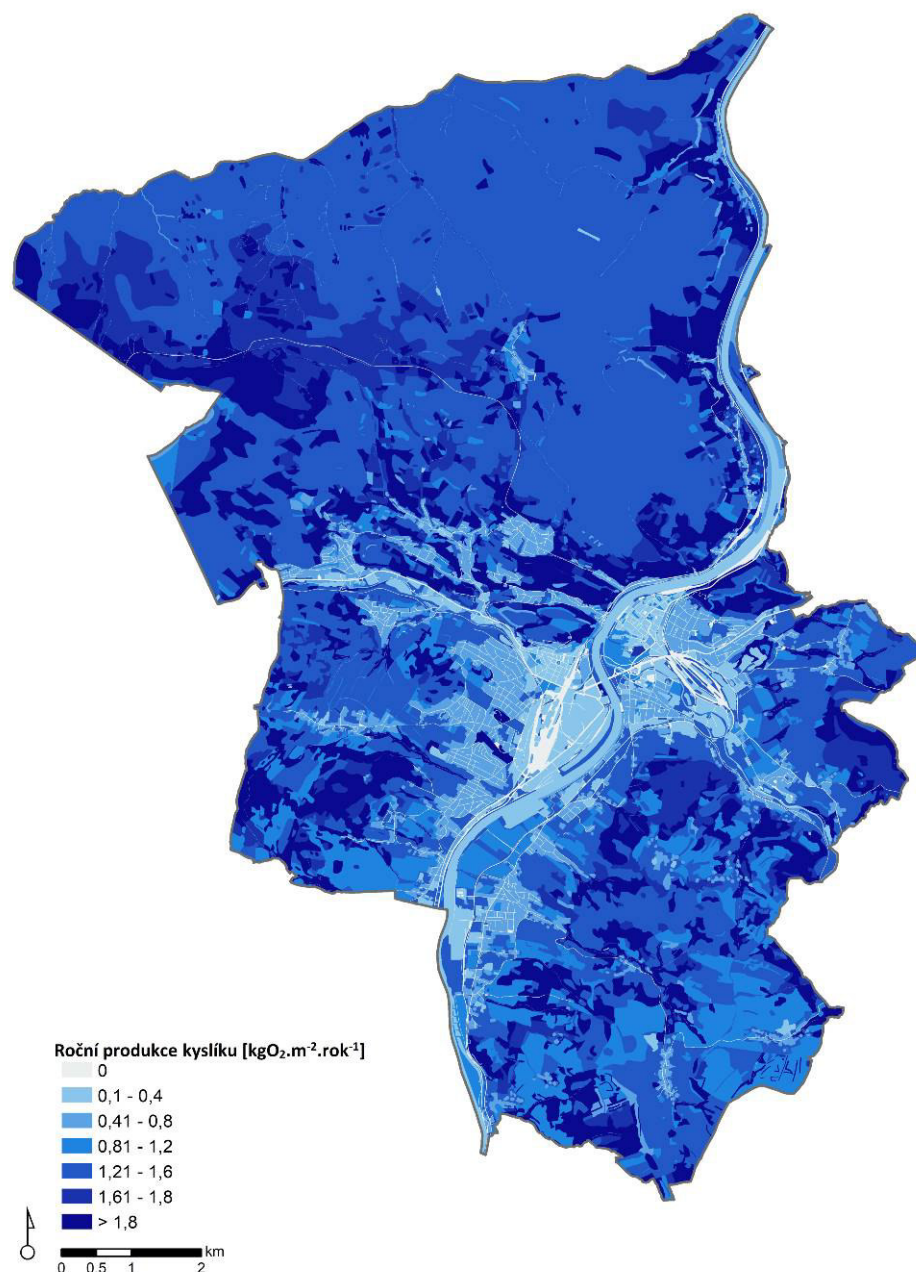 Roční produkce kyslíku [kgO₂.m⁻².rok⁻¹]
0
0,1 - 0,4
0,41 - 0,8
0,81 - 1,2
1,21 - 1,6
1,61 - 1,8
> 1,8
km
0 0.5 1 2